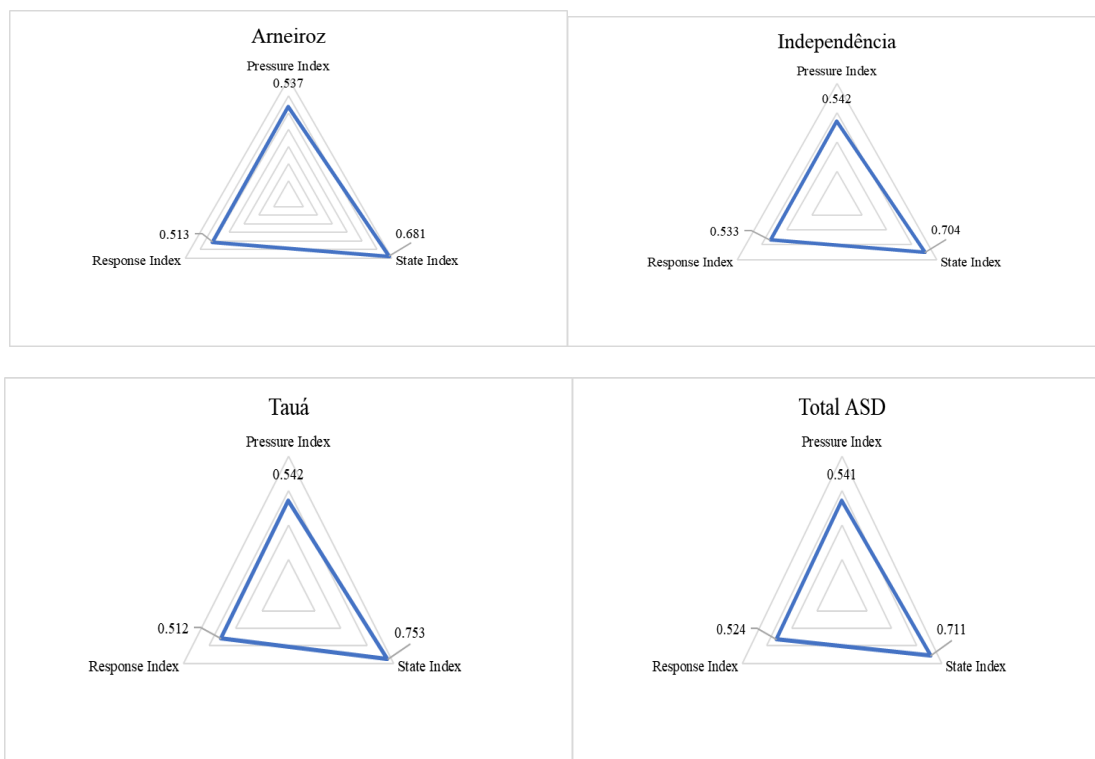 Arneiroz
Pressure Index
0.537
0.513
0.681
Response Index
State Index
Independência
Pressure Index
0.542
0.533
0.704
Response Index
State Index
Tauá
Pressure Index
0.542
0.512
0.753
Response Index
State Index
Total ASD
Pressure Index
0.541
0.524
0.711
Response Index
State Index